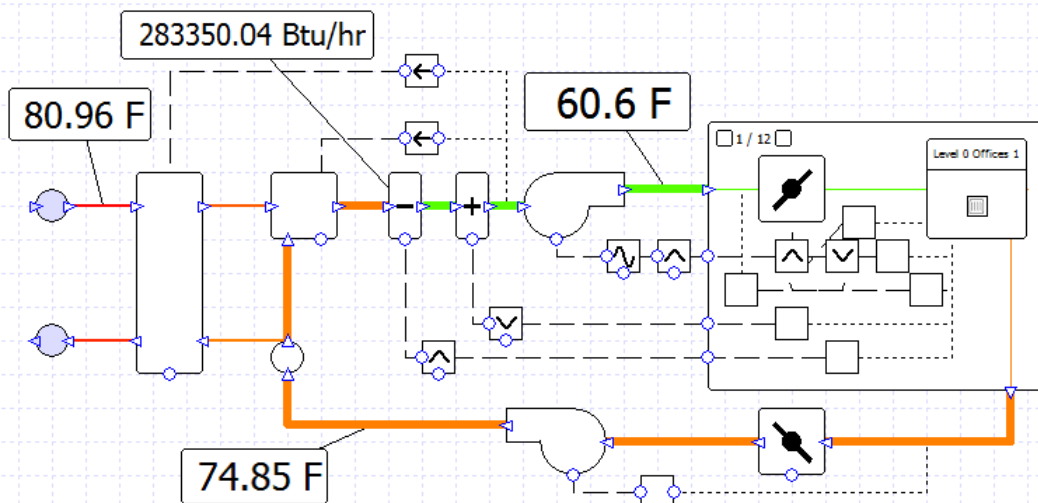 283350.04 Btu/hr
80.96 F
60.6 F
1 / 12
Level 0 Offices 1
74.85 F